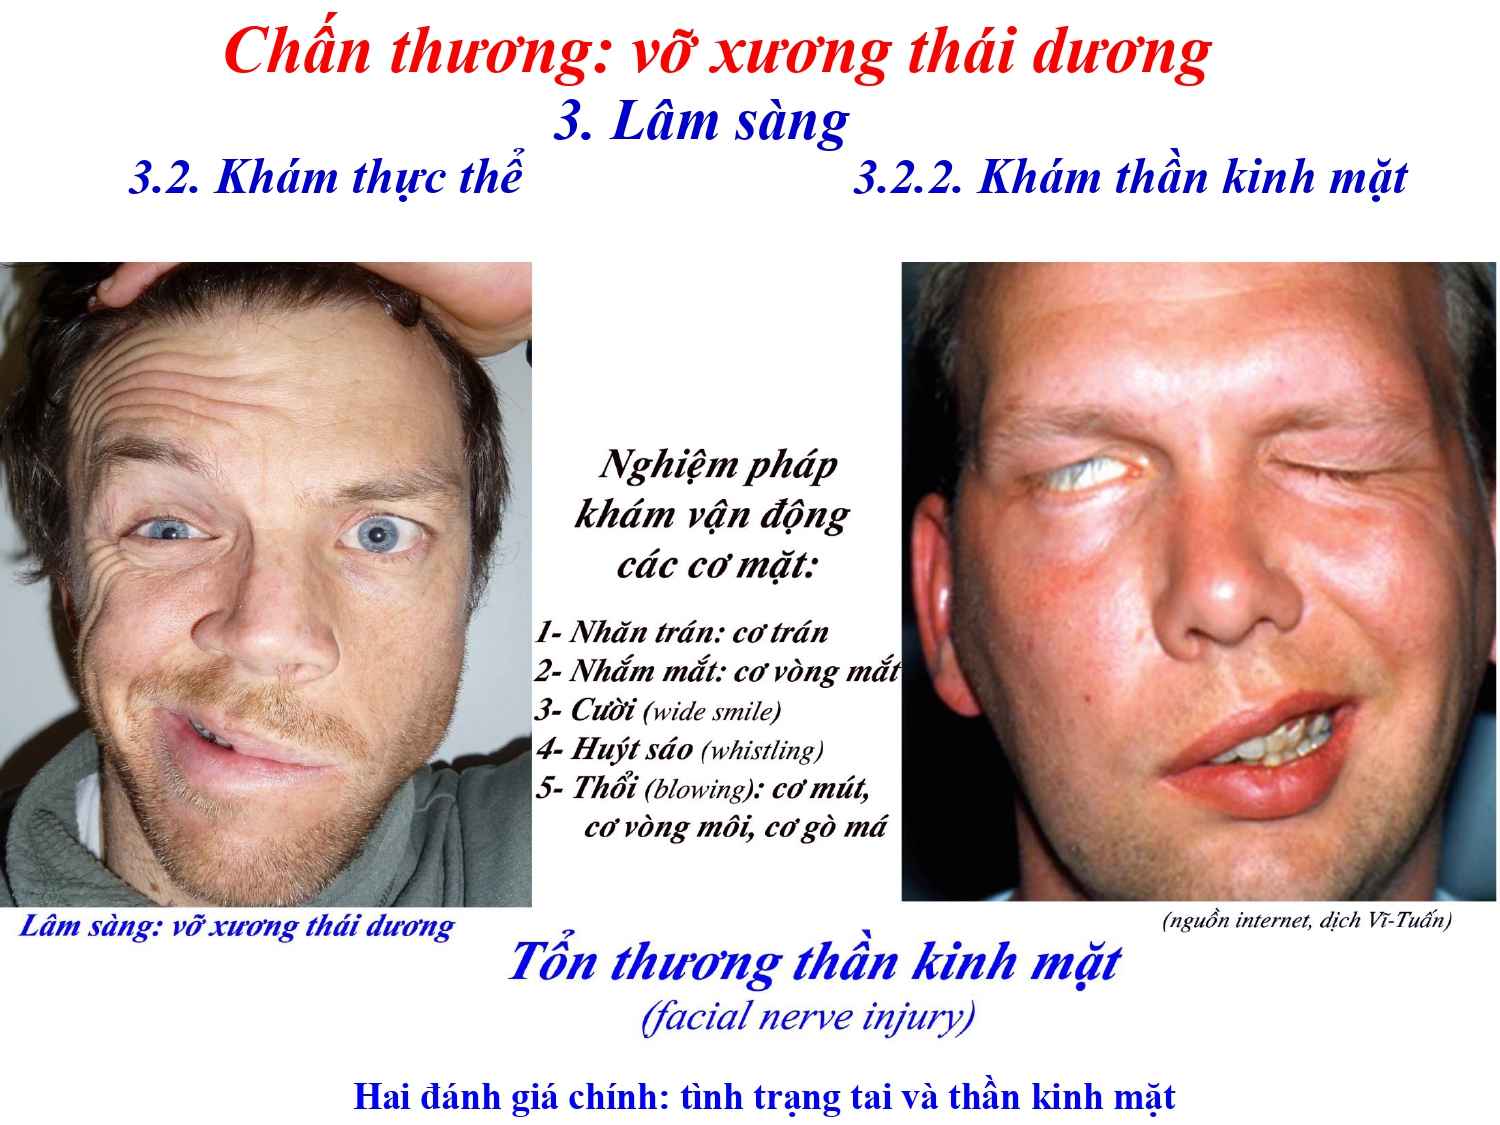 Chấn thương: vỡ xương thái dương
3. Lâm sàng
3.2. Khám thực thể
3.2.2. Khám thần kinh mặt
Nghiệm pháp
khám vận động
các cơ mặt:
1- Nhăn trán: cơ trán
2- Nhắm mắt: cơ vòng mắt
3- Cười (wide smile)
4- Huýt sáo (whistling)
5- Thổi (blowing): cơ mút,
cơ vòng môi, cơ gò má
Lâm sàng: vỡ xương thái dương
(nguồn internet, dịch Vĩ-Tuấn)
Tổn thương thần kinh mặt
(facial nerve injury)
Hai đánh giá chính: tình trạng tai và thần kinh mặt